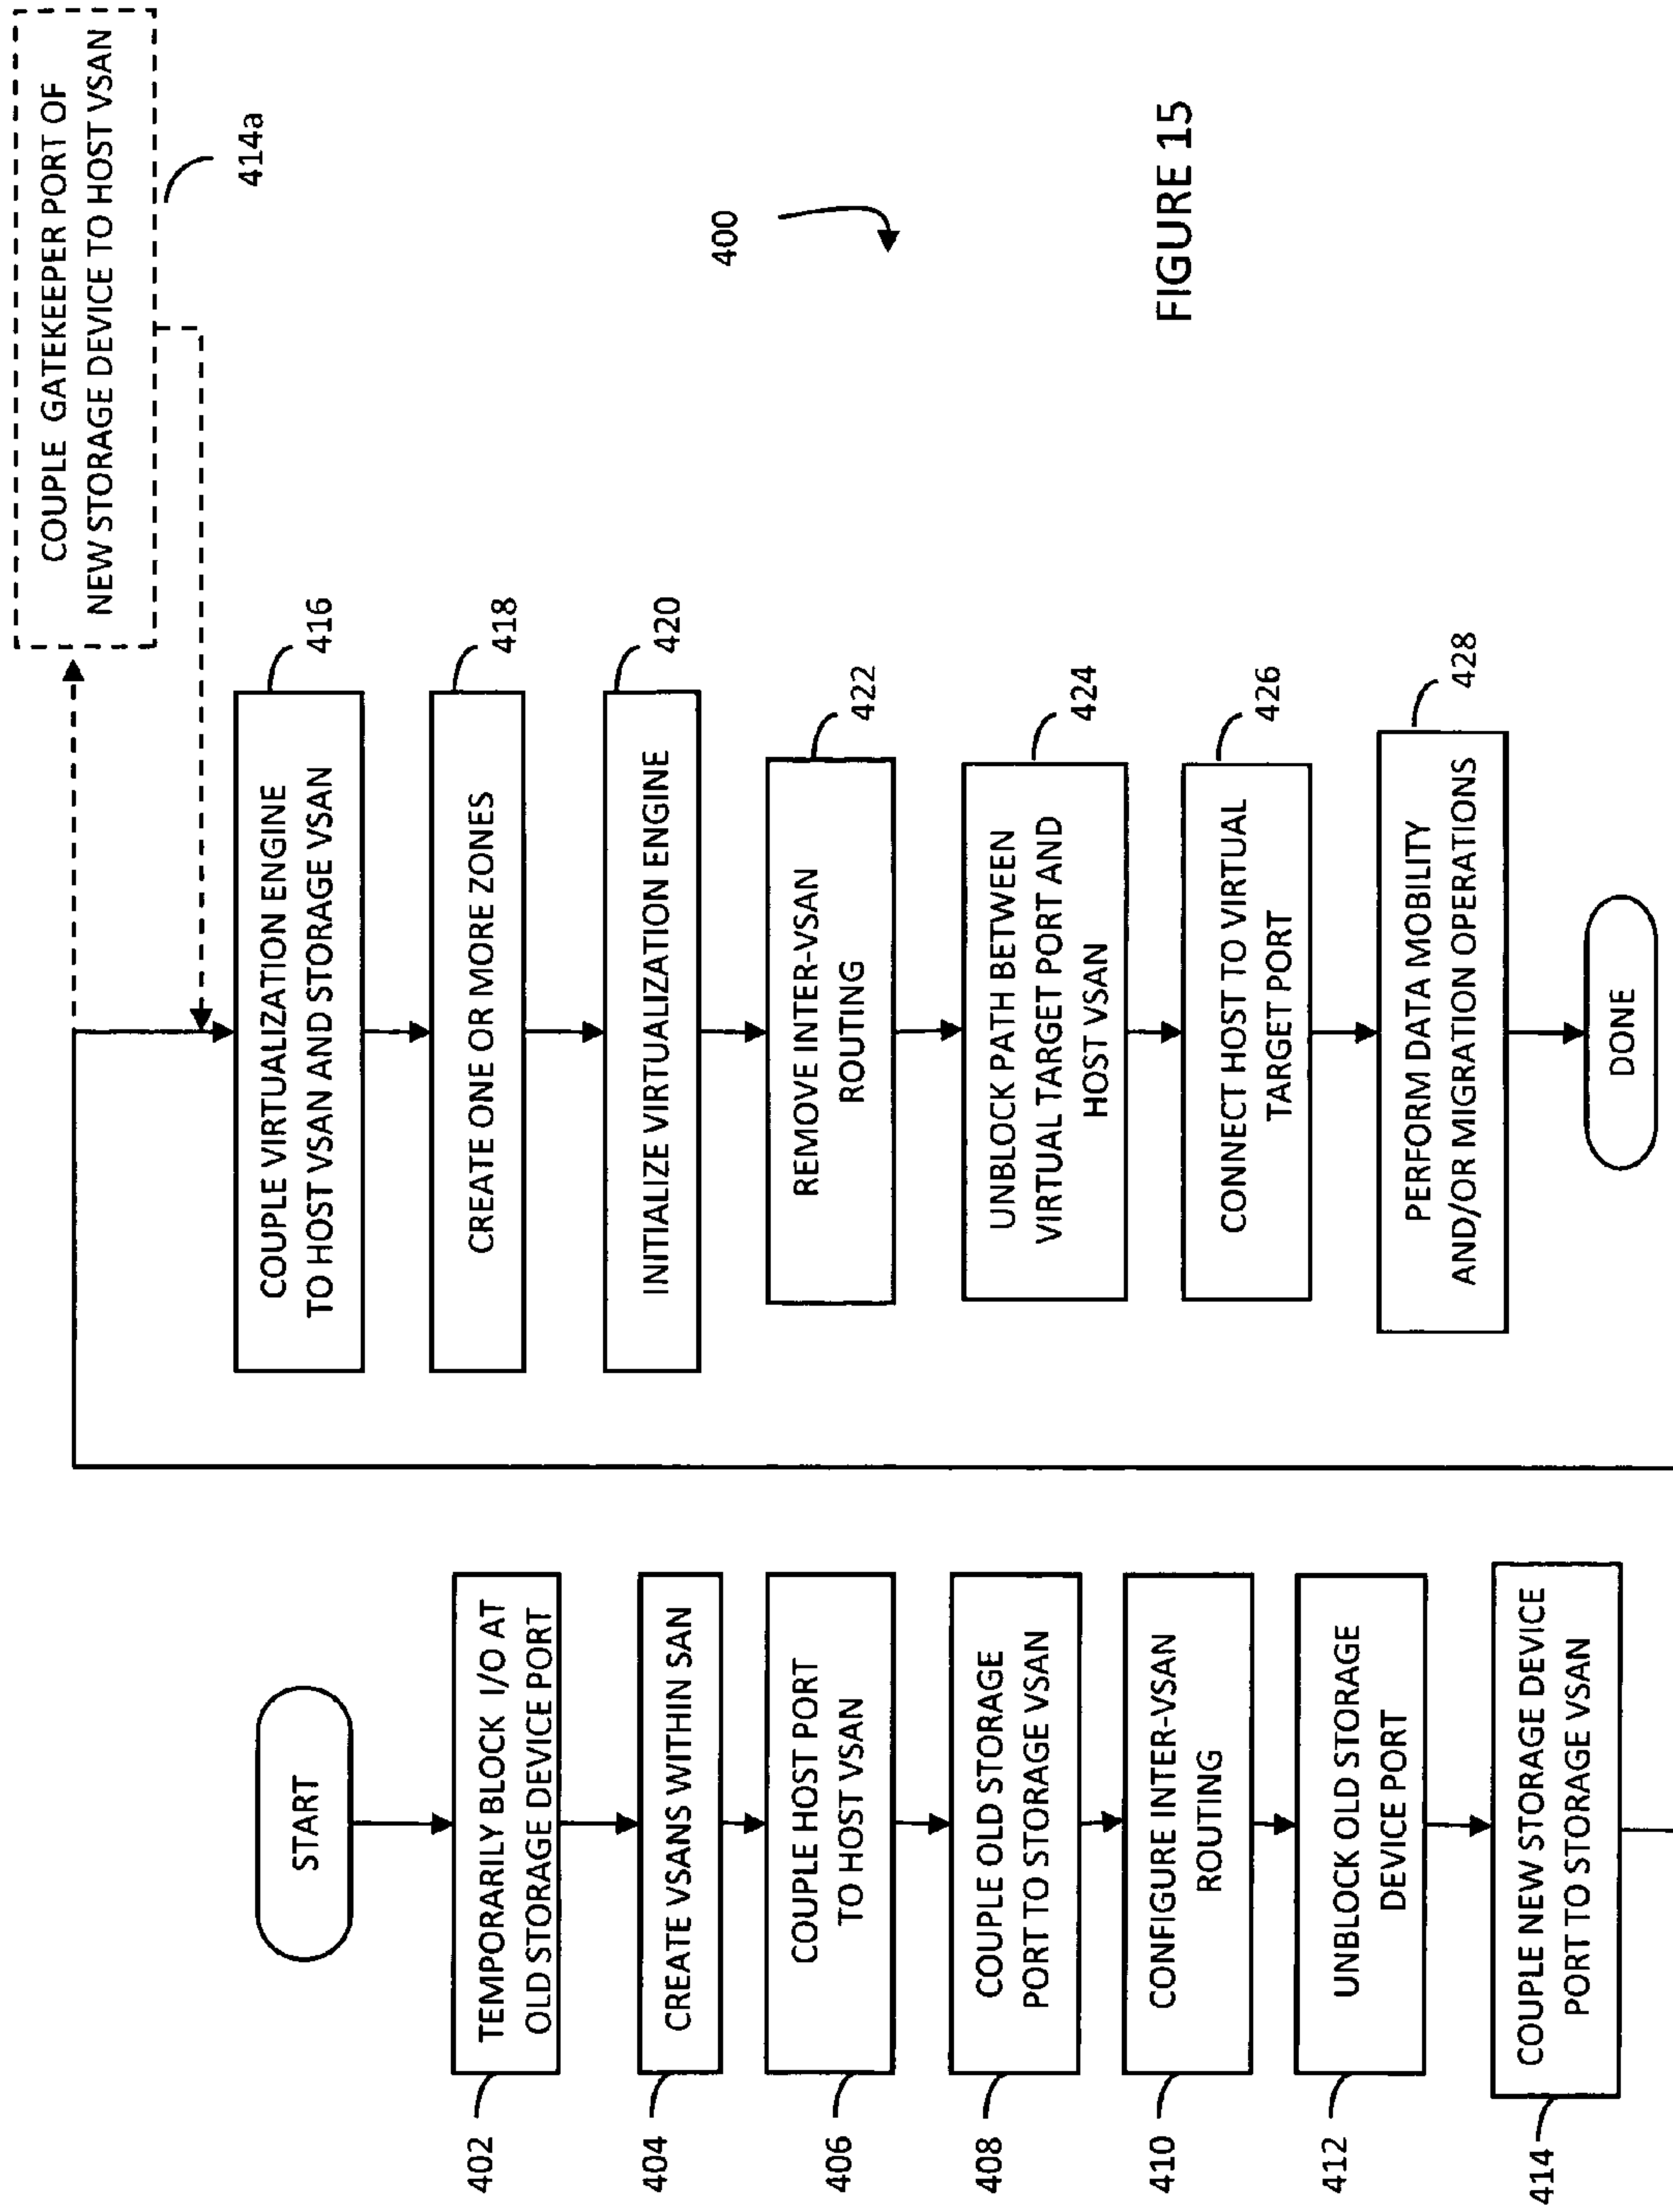 START
402
TEMPORARILY BLOCK I/O AT
OLD STORAGE DEVICE PORT
404
CREATE VSANS WITHIN SAN
406
COUPLE HOST PORT
TO HOST VSAN
408
COUPLE OLD STORAGE
PORT TO STORAGE VSAN
410
CONFIGURE INTER-VSAN
ROUTING
412
UNBLOCK OLD STORAGE
DEVICE PORT
414
COUPLE NEW STORAGE DEVICE
PORT TO STORAGE VSAN
COUPLE GATEKEEPER PORT OF
NEW STORAGE DEVICE TO HOST VSAN
414a
COUPLE VIRTUALIZATION ENGINE
TO HOST VSAN AND STORAGE VSAN
416
CREATE ONE OR MORE ZONES
418
INITIALIZE VIRTUALIZATION ENGINE
420
REMOVE INTER-VSAN
ROUTING
422
UNBLOCK PATH BETWEEN
VIRTUAL TARGET PORT AND
HOST VSAN
424
CONNECT HOST TO VIRTUAL
TARGET PORT
426
PERFORM DATA MOBILITY
AND/OR MIGRATION OPERATIONS
428
DONE
400
FIGURE 15